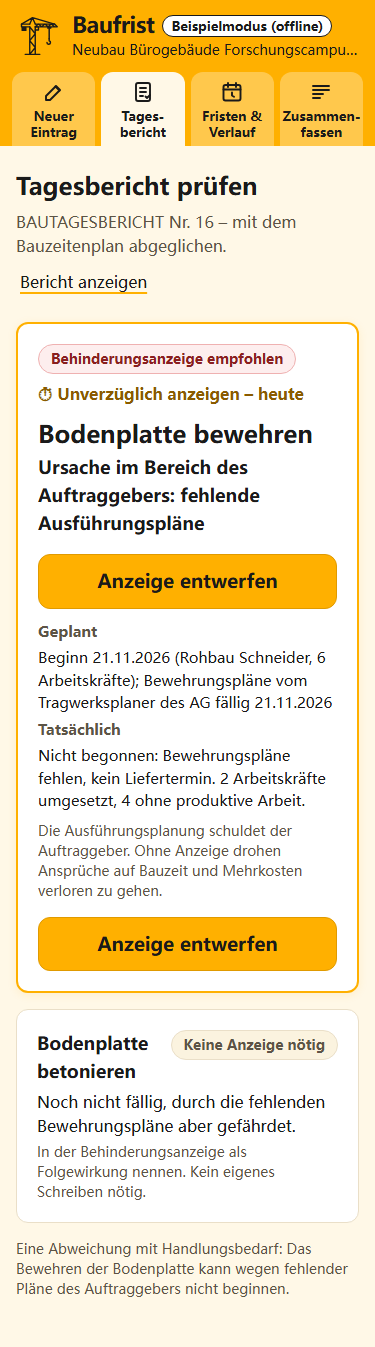 Baufrist Beispielmodus (offline)
Neubau Bürogebäude Forschungscampu...
Neuer
Eintrag
Tages-
bericht
Fristen &
Verlauf
Zusammen-
fassen
Tagesbericht prüfen
BAUTAGESBERICHT Nr. 16 – mit dem
Bauzeitenplan abgeglichen.
Bericht anzeigen
Behinderungsanzeige empfohlen
⏱ Unverzüglich anzeigen – heute
Bodenplatte bewehren
Ursache im Bereich des
Auftraggebers: fehlende
Ausführungspläne
Anzeige entwerfen
Geplant
Beginn 21.11.2026 (Rohbau Schneider, 6
Arbeitskräfte); Bewehrungspläne vom
Tragwerksplaner des AG fällig 21.11.2026
Tatsächlich
Nicht begonnen: Bewehrungspläne
fehlen, kein Liefertermin. 2 Arbeitskräfte
umgesetzt, 4 ohne produktive Arbeit.
Die Ausführungsplanung schuldet der
Auftraggeber. Ohne Anzeige drohen
Ansprüche auf Bauzeit und Mehrkosten
verloren zu gehen.
Anzeige entwerfen
Bodenplatte
betonieren
Keine Anzeige nötig
Noch nicht fällig, durch die fehlenden
Bewehrungspläne aber gefährdet.
In der Behinderungsanzeige als
Folgewirkung nennen. Kein eigenes
Schreiben nötig.
Eine Abweichung mit Handlungsbedarf: Das
Bewehren der Bodenplatte kann wegen fehlender
Pläne des Auftraggebers nicht beginnen.